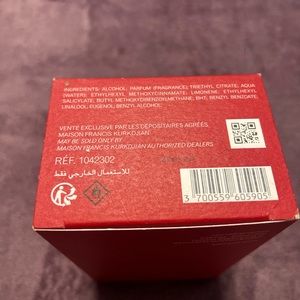 INGREDIENTS: ALCOHOL, PARFUM (FRAGRANCE), TRIETHYL CITRATE, AQUA
(WATER), ETHYLHEXYL METHOXYCINNAMATE, LIMONENE, ETHYLHEXYL
SALICYLATE, BUTYL METHOXYDIBENZOYLMETHANE, BHT, BENZYL BENZOATE,
LINALOOL, EUGENOL, BENZYL ALCOHOL.
VENTE EXCLUSIVE PAR LES DÉPOSITAIRES AGRÉÉS,
MAISON FRANCIS KURKDJIAN
MAY BE SOLD ONLY BY
MAISON FRANCIS KURKDJIAN AUTHORIZED DEALERS
RÉF. 1042302
للاستعمال الخارجي فقط
3 700559 605905